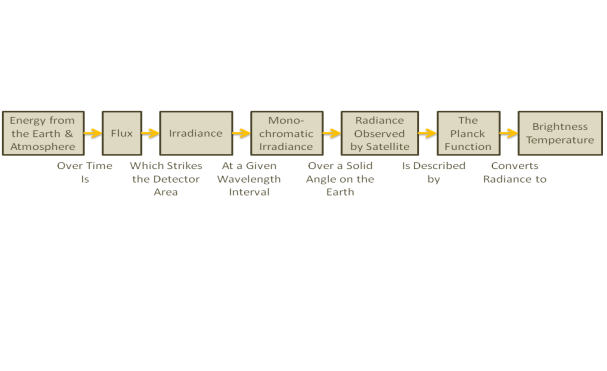 Energy from
the Earth &
Atmosphere
Flux
Irradiance
Mono-
chromatic
Irradiance
Radiance
Observed
by Satellite
The
Planck
Function
Brightness
Temperature
Over Time
Is
Which Strikes
the Detector
Area
At a Given
Wavelength
Interval
Over a Solid
Angle on the
Earth
Is Described
by
Converts
Radiance to